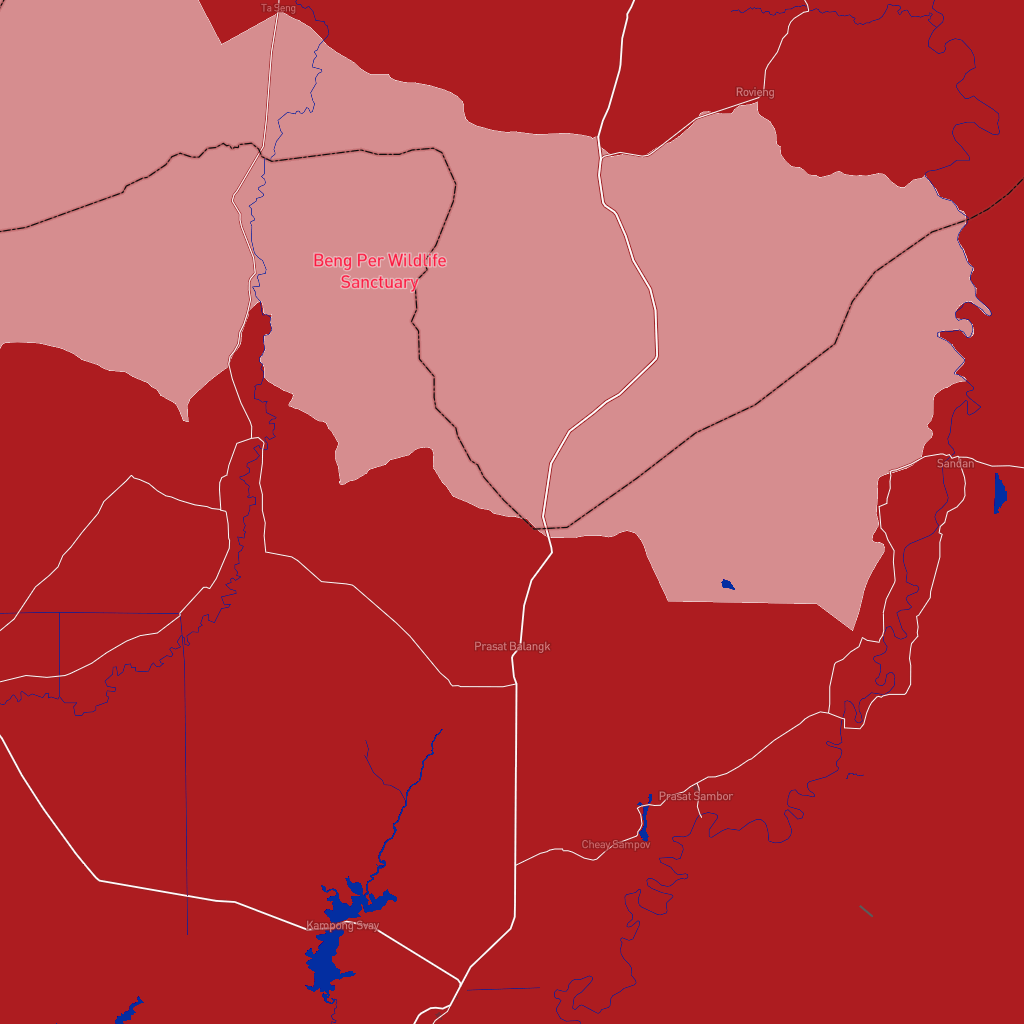 Ta Seng
Rovieng
Beng Per Wildlife
Sanctuary
Sandan
Prasat Balangk
Prasat Sambor
Cheay Sampov
Kampong Svay